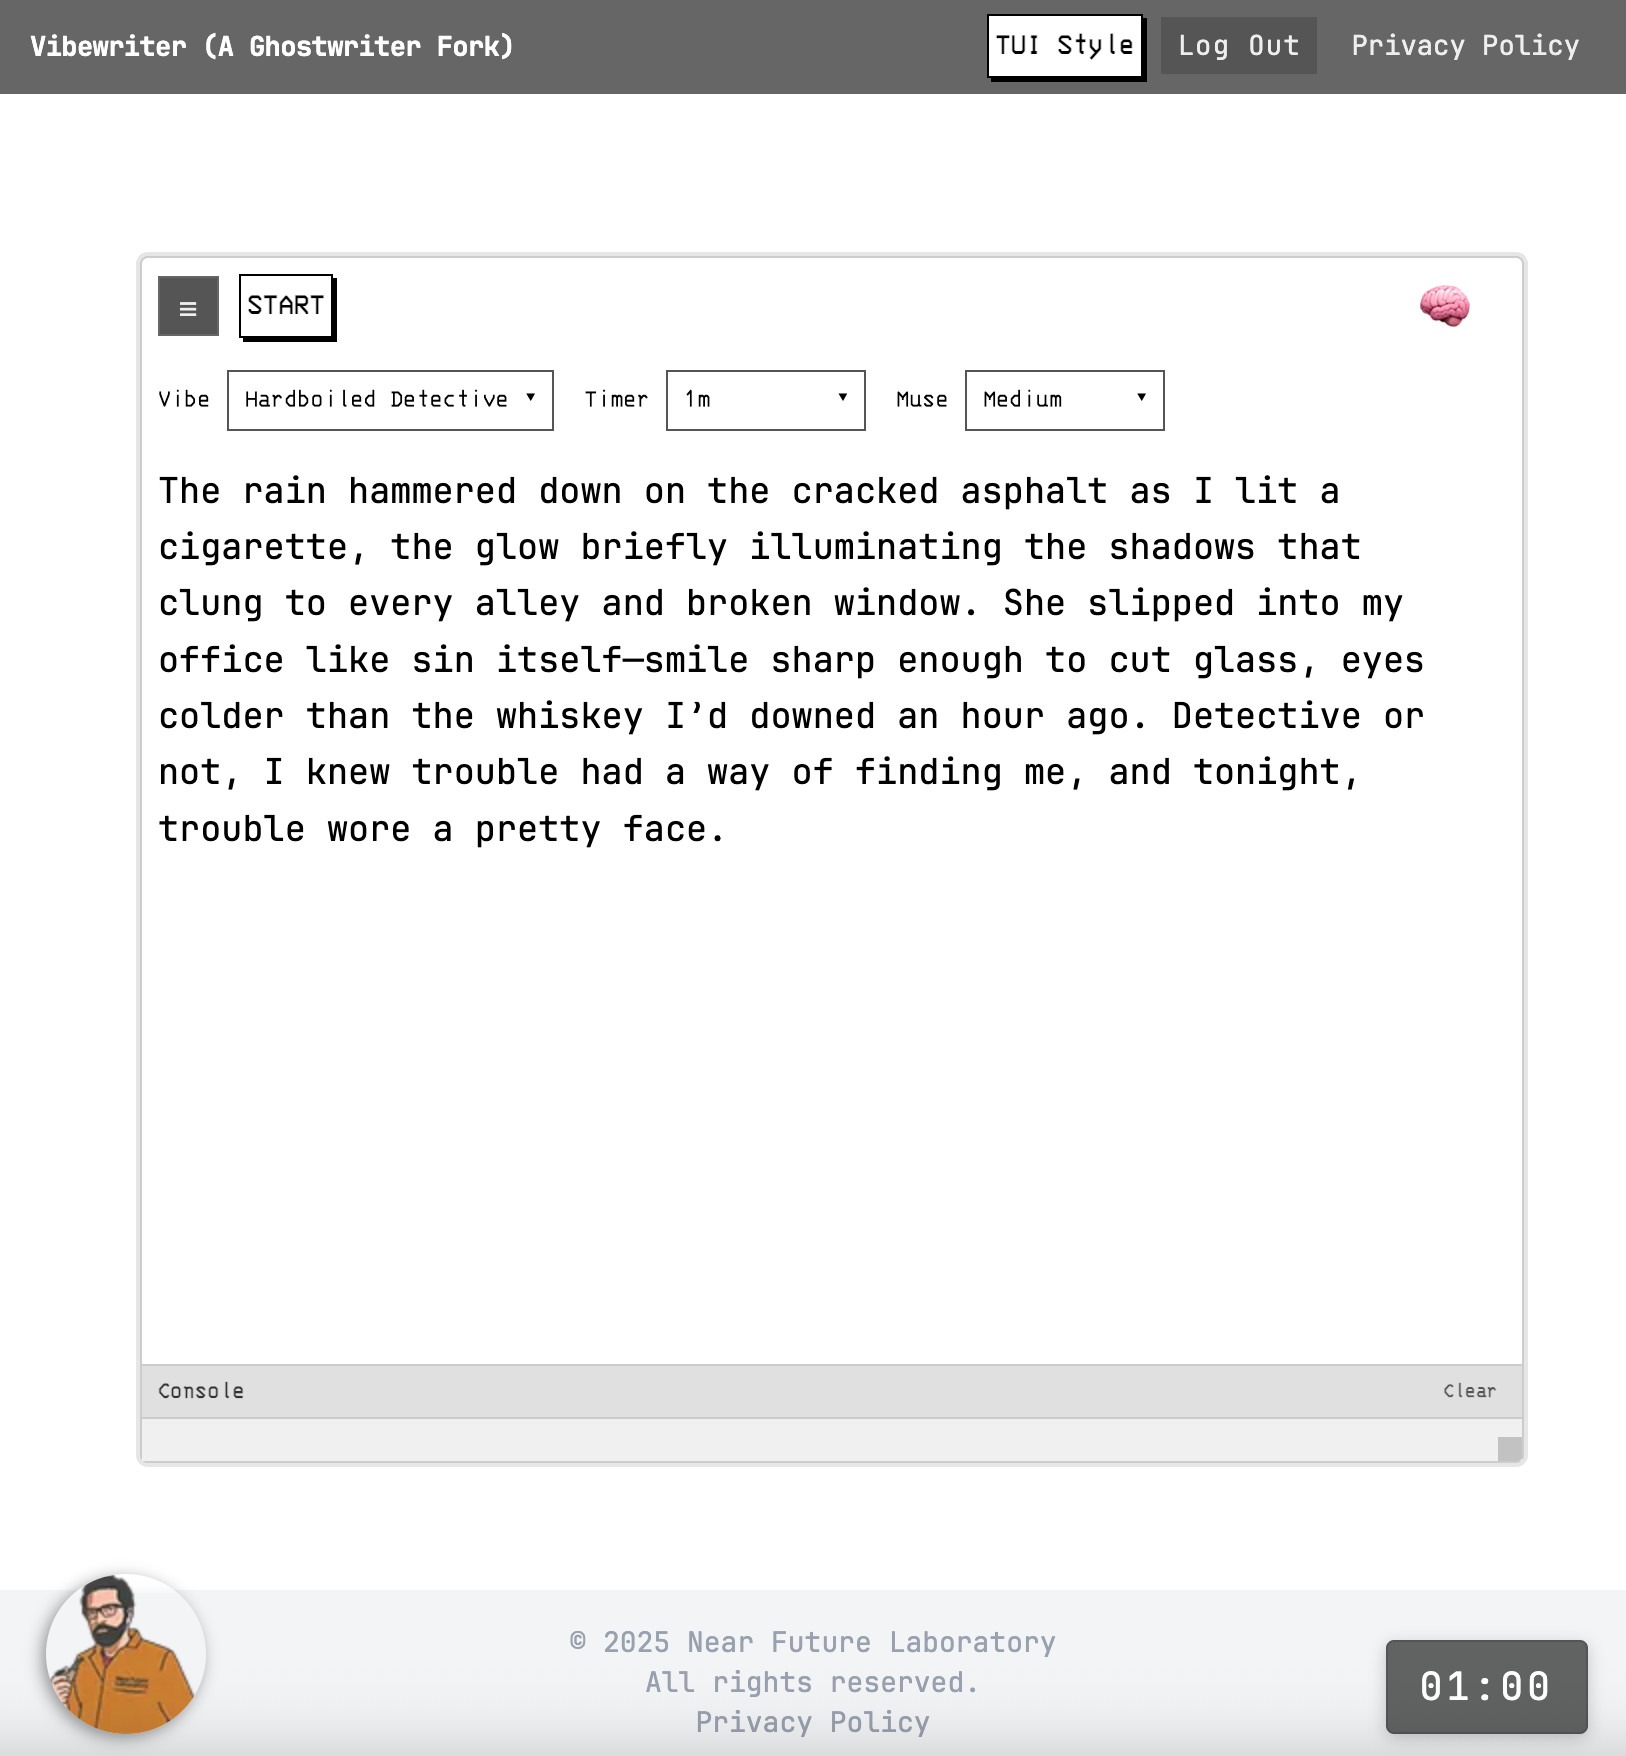 Vibewriter (A Ghostwriter Fork)
TUI Style
Log Out
Privacy Policy
≡
START
Vibe Hardboiled Detective ▼ Timer 1m ▼ Muse Medium ▼
The rain hammered down on the cracked asphalt as I lit a
cigarette, the glow briefly illuminating the shadows that
clung to every alley and broken window. She slipped into my
office like sin itself—smile sharp enough to cut glass, eyes
colder than the whiskey I’d downed an hour ago. Detective or
not, I knew trouble had a way of finding me, and tonight,
trouble wore a pretty face.
Console
Clear
© 2025 Near Future Laboratory
All rights reserved.
Privacy Policy
01:00